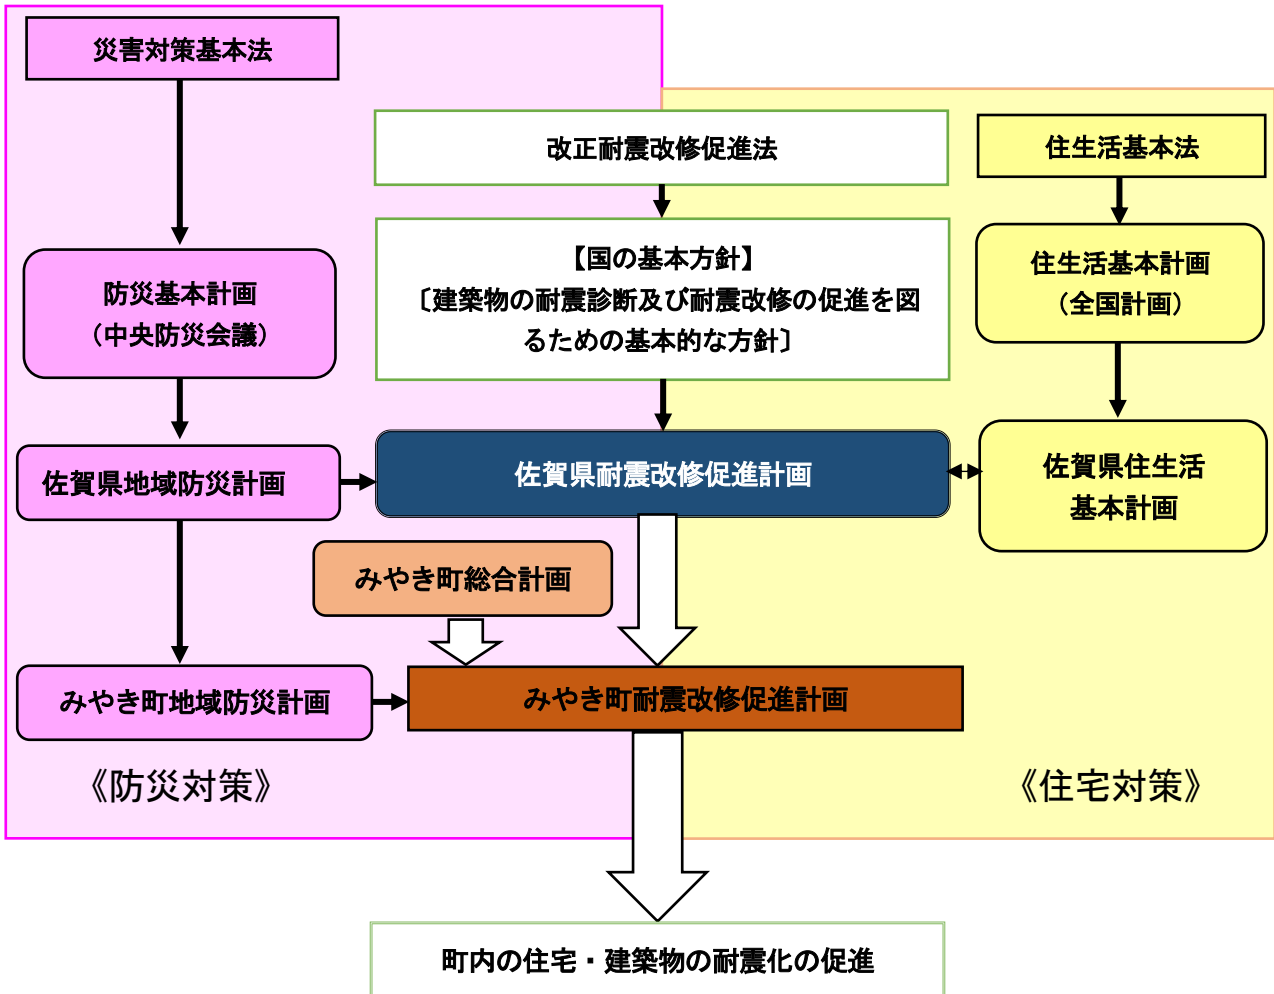 災害対策基本法
改正耐震改修促進法
住生活基本法
防災基本計画
（中央防災会議）
【国の基本方針】
〔建築物の耐震診断及び耐震改修の促進を図
るための基本的な方針〕
住生活基本計画
（全国計画）
佐賀県地域防災計画
佐賀県耐震改修促進計画
佐賀県住生活
基本計画
みやき町総合計画
みやき町地域防災計画
みやき町耐震改修促進計画
《防災対策》
《住宅対策》
町内の住宅・建築物の耐震化の促進